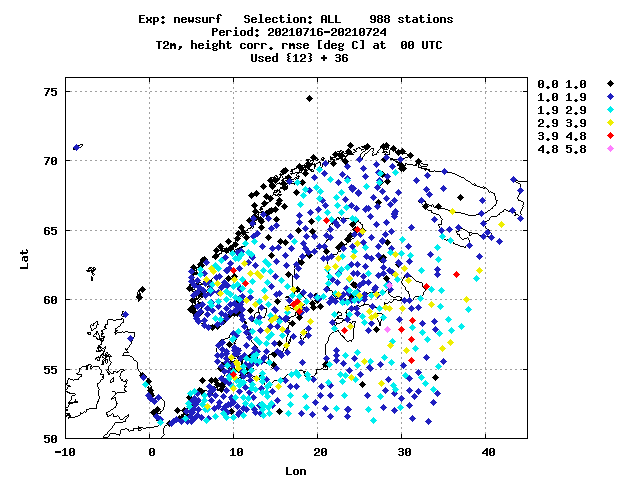 Exp: newsurf   Selection: ALL    988 stations
Period: 20210716-20210724
T2m, height corr. rmse [deg C] at  00 UTC
Used {12} + 36
0.0 1.0
1.0 1.9
1.9 2.9
2.9 3.9
3.9 4.8
4.8 5.8
75
70
65
60
55
50
Lat
-10 0 10 20 30 40
Lon